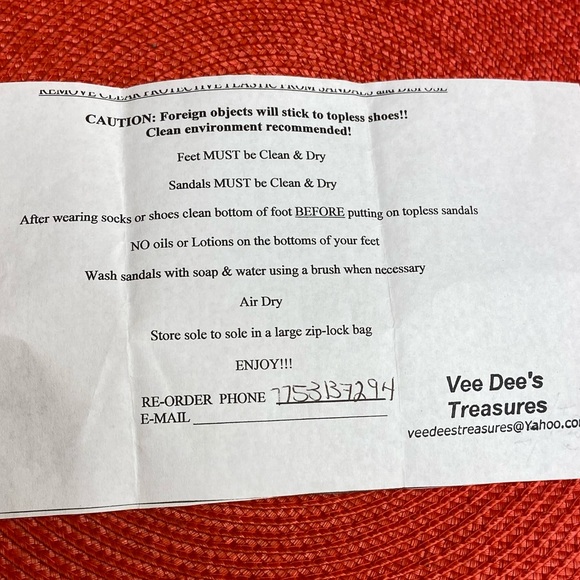 REMOVE CLEAR PROTECTIVE PLASTIC FROM SANDALS and DISPOSE
CAUTION: Foreign objects will stick to topless shoes!!
Clean environment recommended!
Feet MUST be Clean & Dry
Sandals MUST be Clean & Dry
After wearing socks or shoes clean bottom of foot BEFORE putting on topless sandals
NO oils or Lotions on the bottoms of your feet
Wash sandals with soap & water using a brush when necessary
Air Dry
Store sole to sole in a large zip-lock bag
ENJOY!!!
RE-ORDER PHONE 7753137294
E-MAIL
Vee Dee's
Treasures
veedeestreasures@Yahoo.co